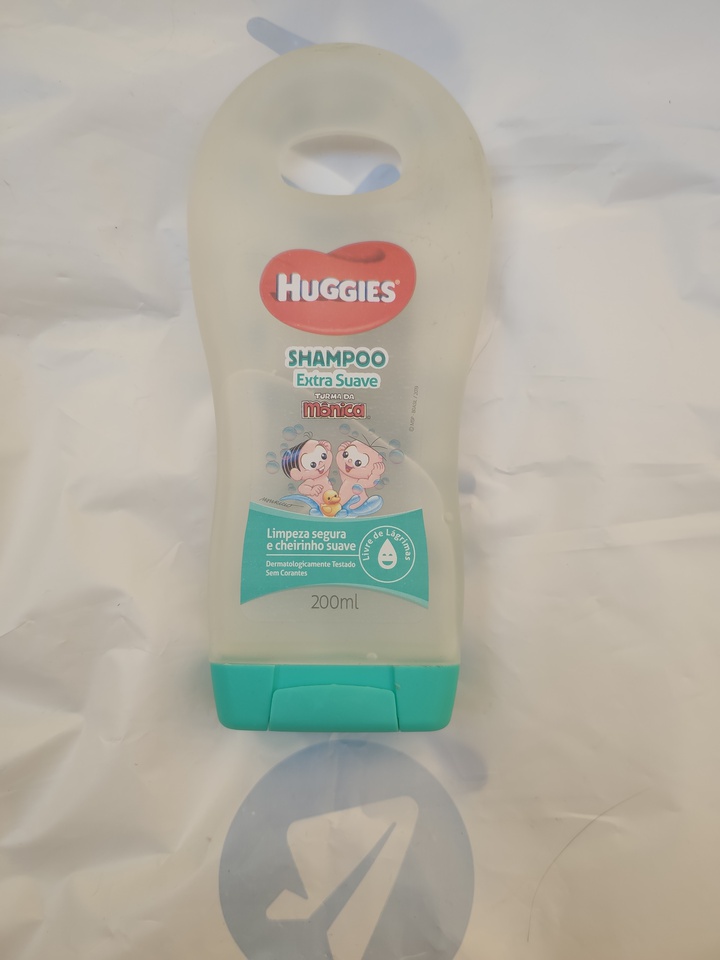 HUGGIES
SHAMPOO
Extra Suave
TURMA DA
Mônica
Limpeza segura
e cheirinho suave
Dermatologicamente Testado
Sem Corantes
Livre de Lágrimas
200ml